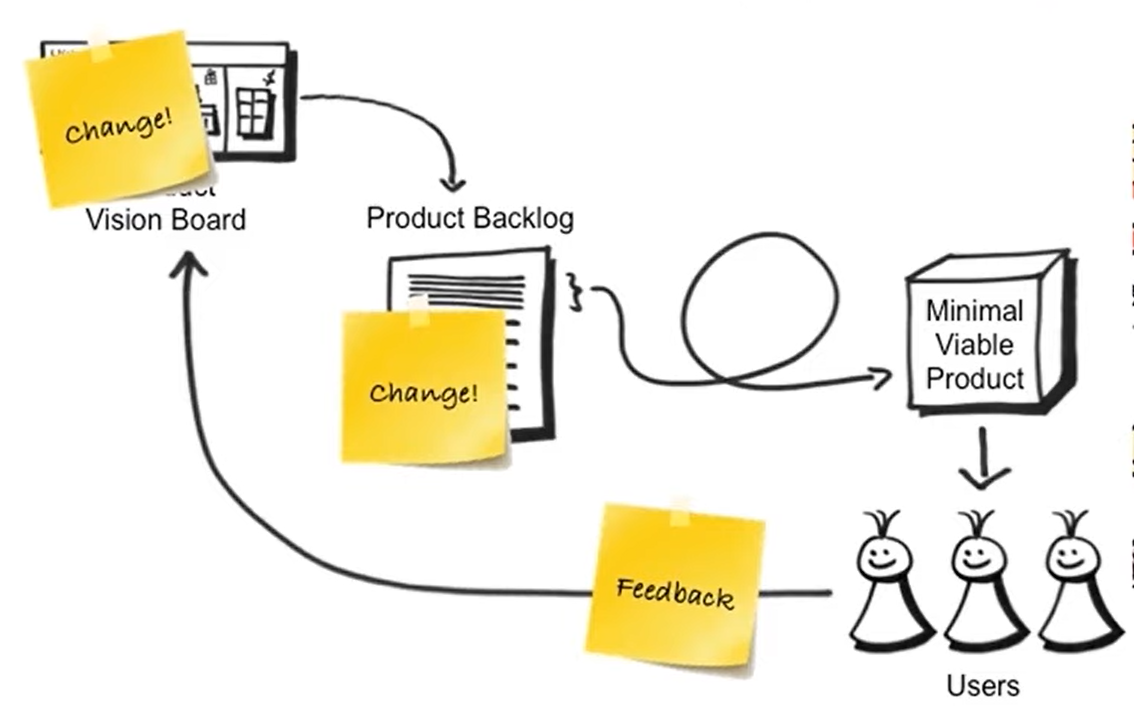 Change!
Vision Board
Product Backlog
Change!
Minimal
Viable
Product
Feedback
Users